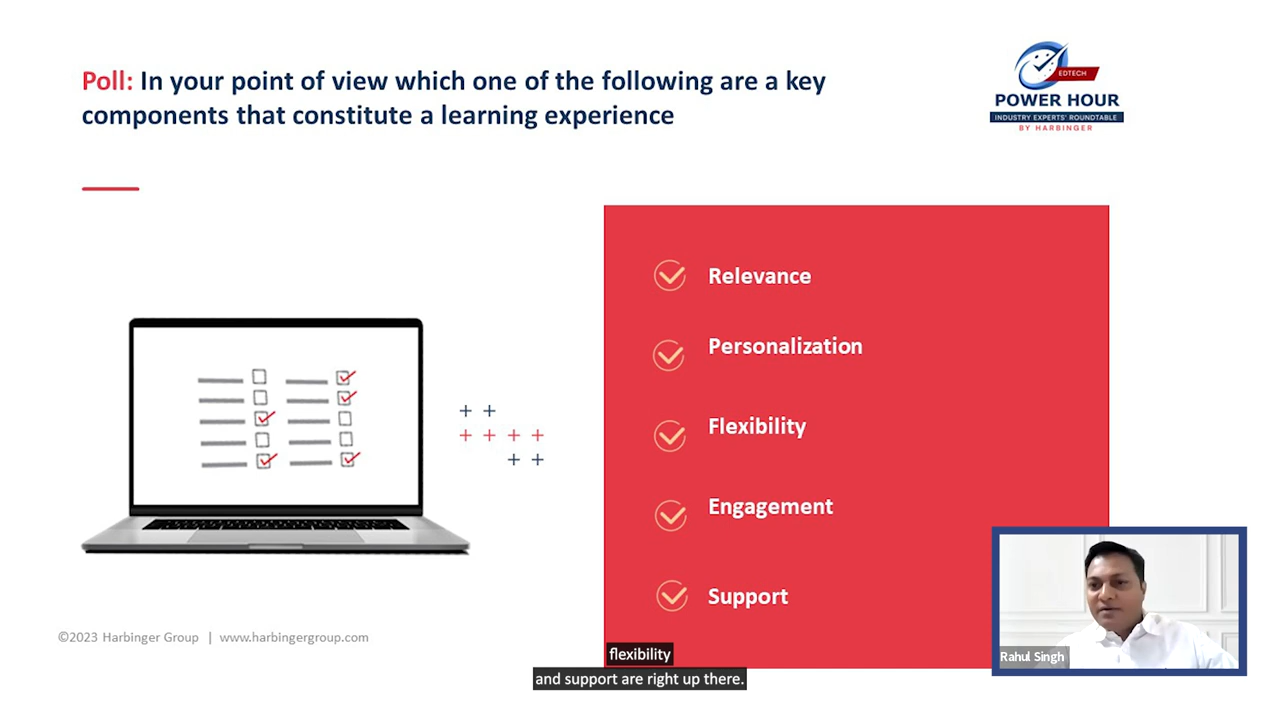 Poll: In your point of view which one of the following are a key
components that constitute a learning experience
EDTECH
POWER HOUR
INDUSTRY EXPERTS' ROUNDTABLE
BY HARBINGER
Relevance
Personalization
Flexibility
Engagement
Support
Rahul Singh
©2023 Harbinger Group | www.harbingergroup.com
flexibility
and support are right up there.